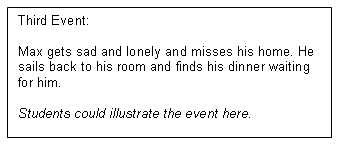 Third Event:
Max gets sad and lonely and misses his home. He
sails back to his room and finds his dinner waiting
for him.
Students could illustrate the event here.